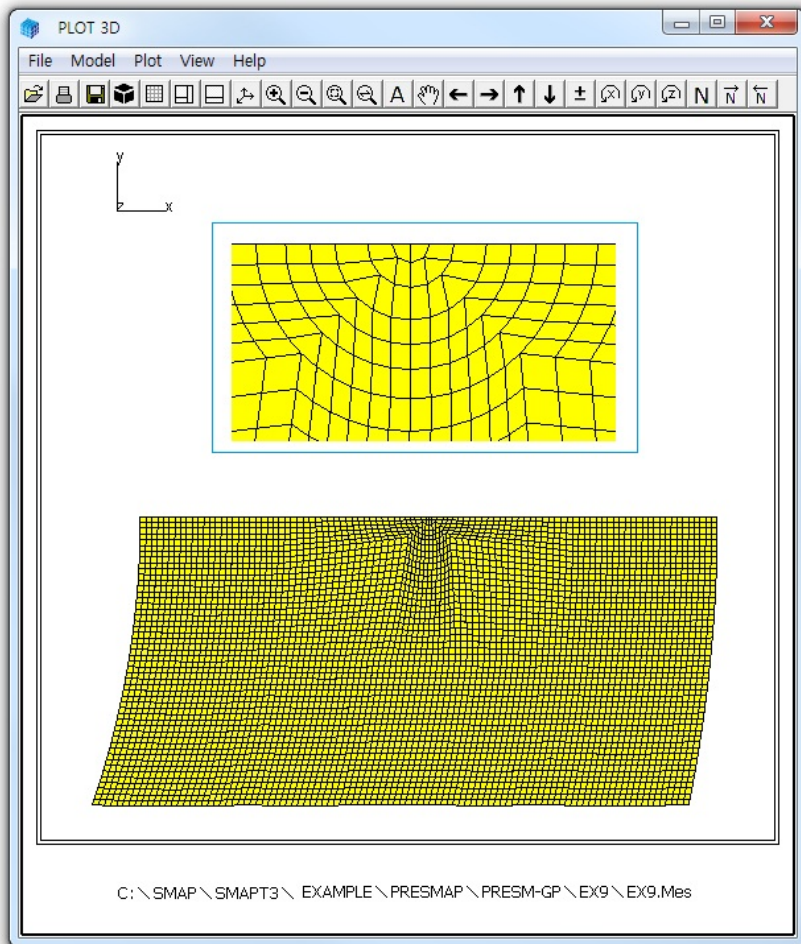 PLOT 3D
File Model Plot View Help
A ± x y z N N N
y
z x
C:\SMAP\SMAPT3\ EXAMPLE\PRESMAP\PRESM-GP\EX9\EX9.Mes